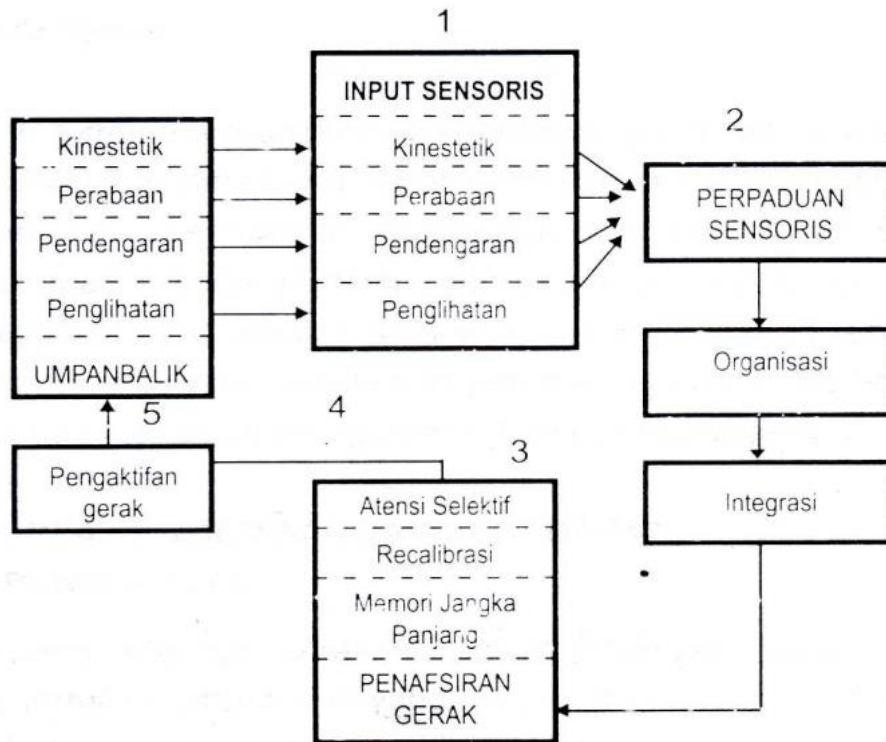 1
INPUT SENSORIS
Kinestetik
Perabaan
Pendengaran
Penglihatan
2
PERPADUAN
SENSORIS
Organisasi
Integrasi
3
Atensi Selektif
Recalibrasi
Memori Jangka
Panjang
PENAFSIRAN
GERAK
4
Pengaktifan
gerak
5
Kinestetik
Perabaan
Pendengaran
Penglihatan
UMPANBALIK